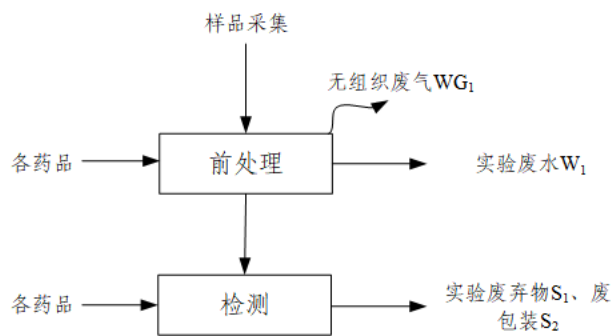 样品采集
无组织废气WG₁
各药品
前处理
实验废水W₁
各药品
检测
实验废弃物S₁、废
包装S₂